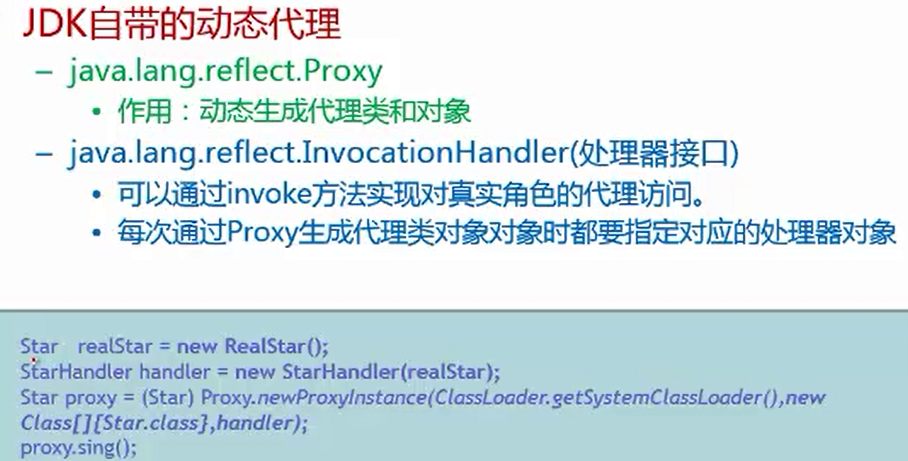 JDK自带的动态代理
– java.lang.reflect.Proxy
• 作用：动态生成代理类和对象
– java.lang.reflect.InvocationHandler(处理器接口)
• 可以通过invoke方法实现对真实角色的代理访问。
• 每次通过Proxy生成代理类对象对象时都要指定对应的处理器对象
Star realStar = new RealStar();
StarHandler handler = new StarHandler(realStar);
Star proxy = (Star) Proxy.newProxyInstance(ClassLoader.getSystemClassLoader(),new
Class[]{Star.class},handler);
proxy.sing();